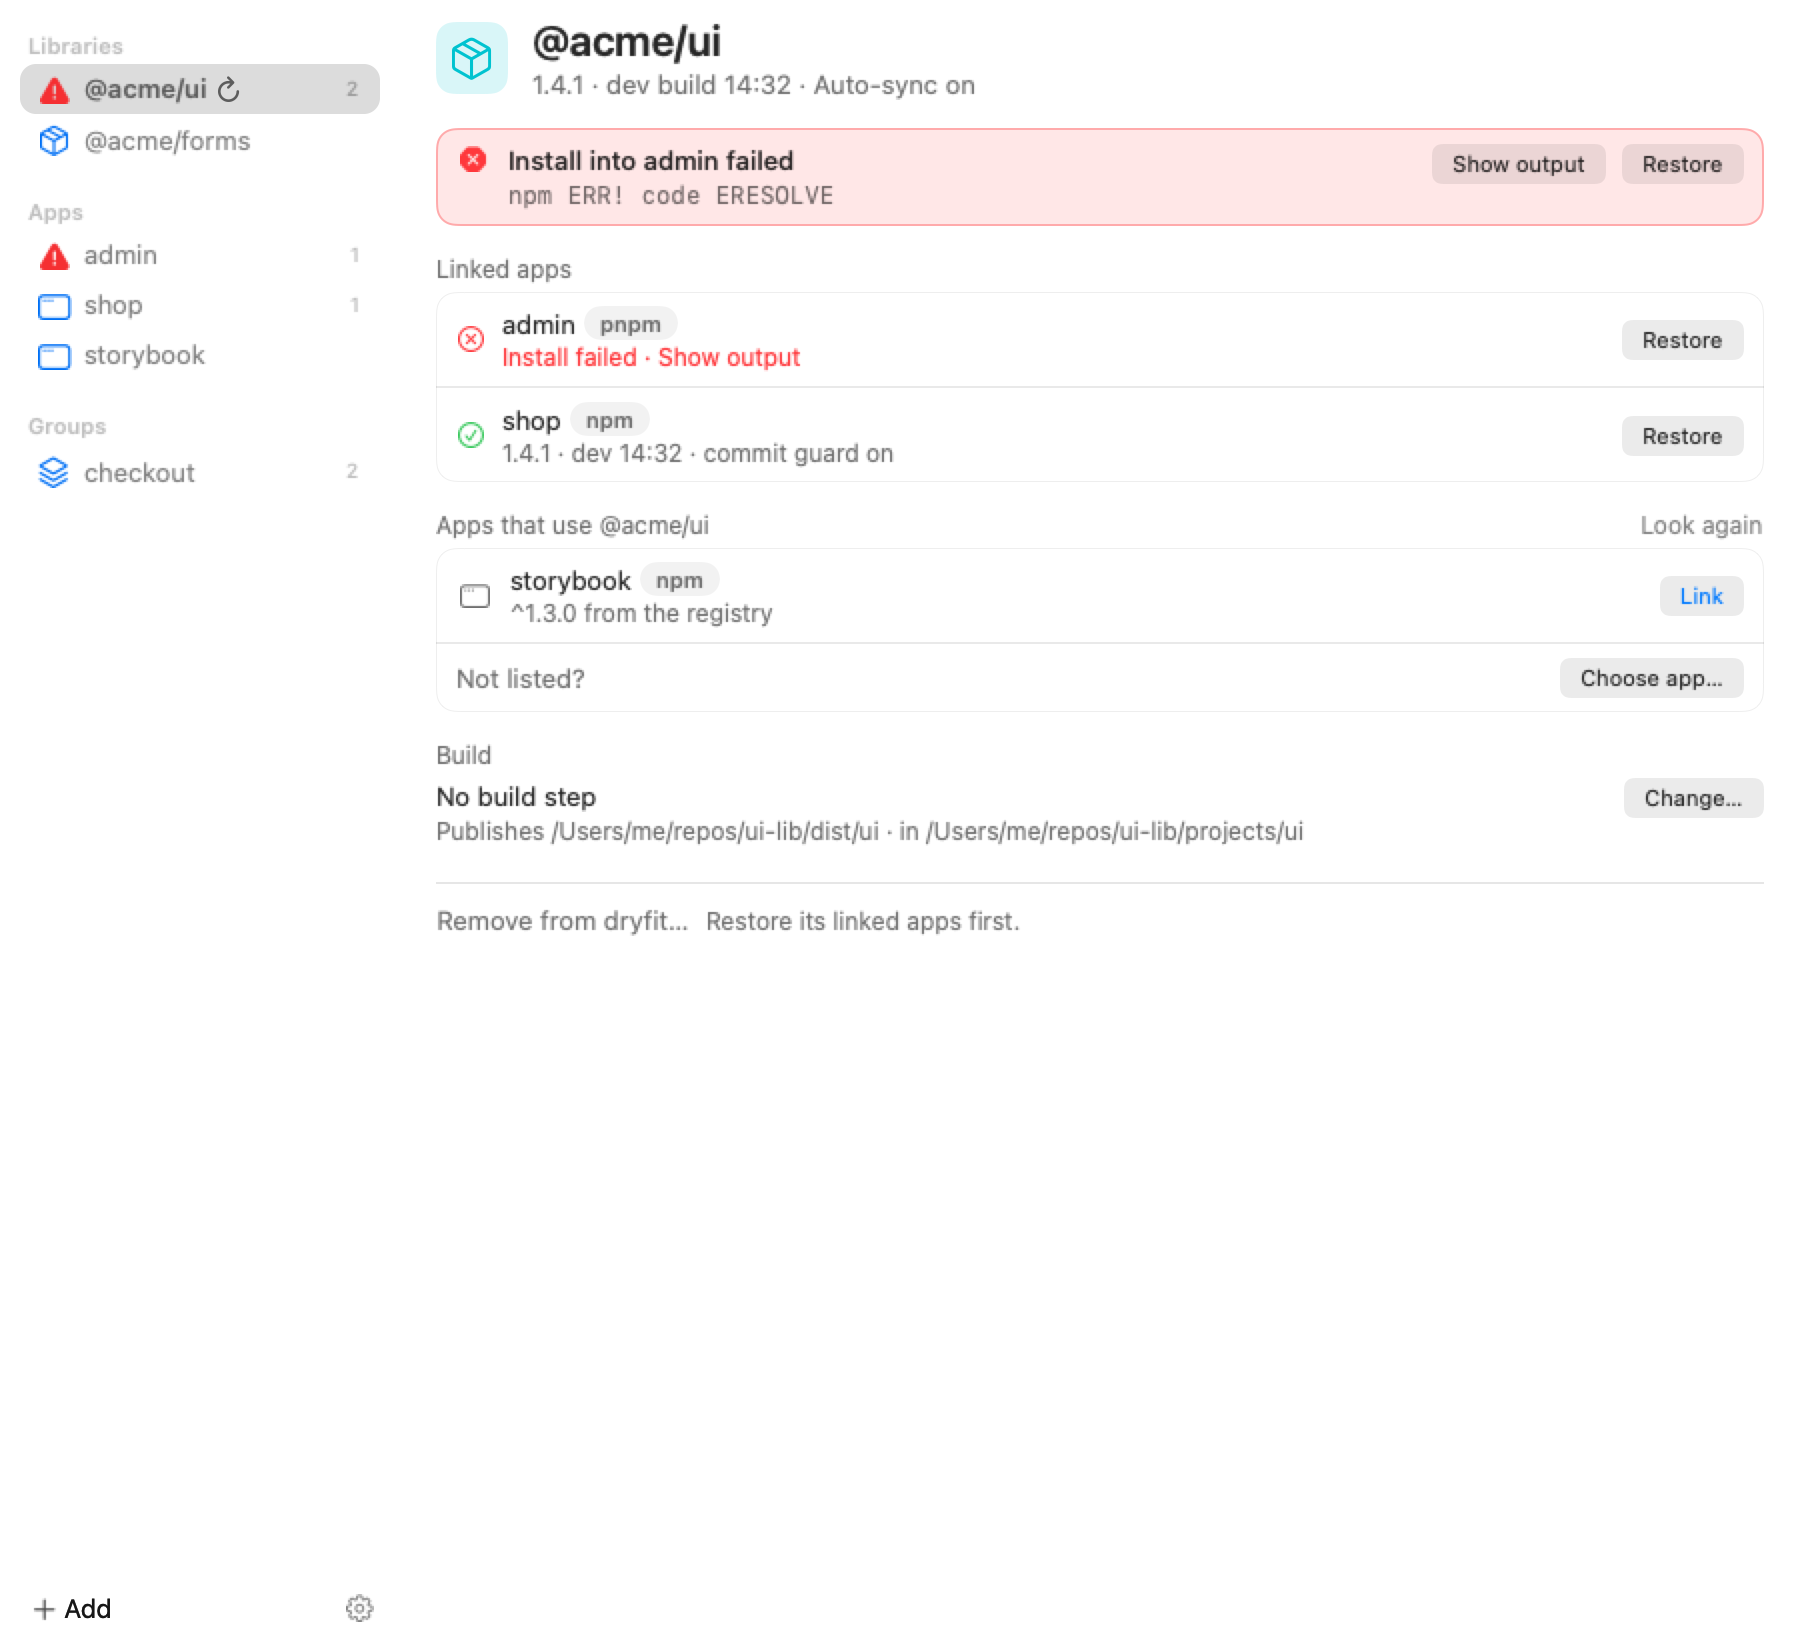 Libraries
@acme/ui 2
@acme/forms
Apps
admin 1
shop 1
storybook
Groups
checkout 2
Add
@acme/ui
1.4.1 · dev build 14:32 · Auto-sync on
Install into admin failed
npm ERR! code ERESOLVE
Show output Restore
Linked apps
admin pnpm
Install failed · Show output
Restore
shop npm
1.4.1 · dev 14:32 · commit guard on
Restore
Apps that use @acme/ui Look again
storybook npm
^1.3.0 from the registry
Link
Not listed? Choose app...
Build
No build step
Change...
Publishes /Users/me/repos/ui-lib/dist/ui · in /Users/me/repos/ui-lib/projects/ui
Remove from dryfit... Restore its linked apps first.